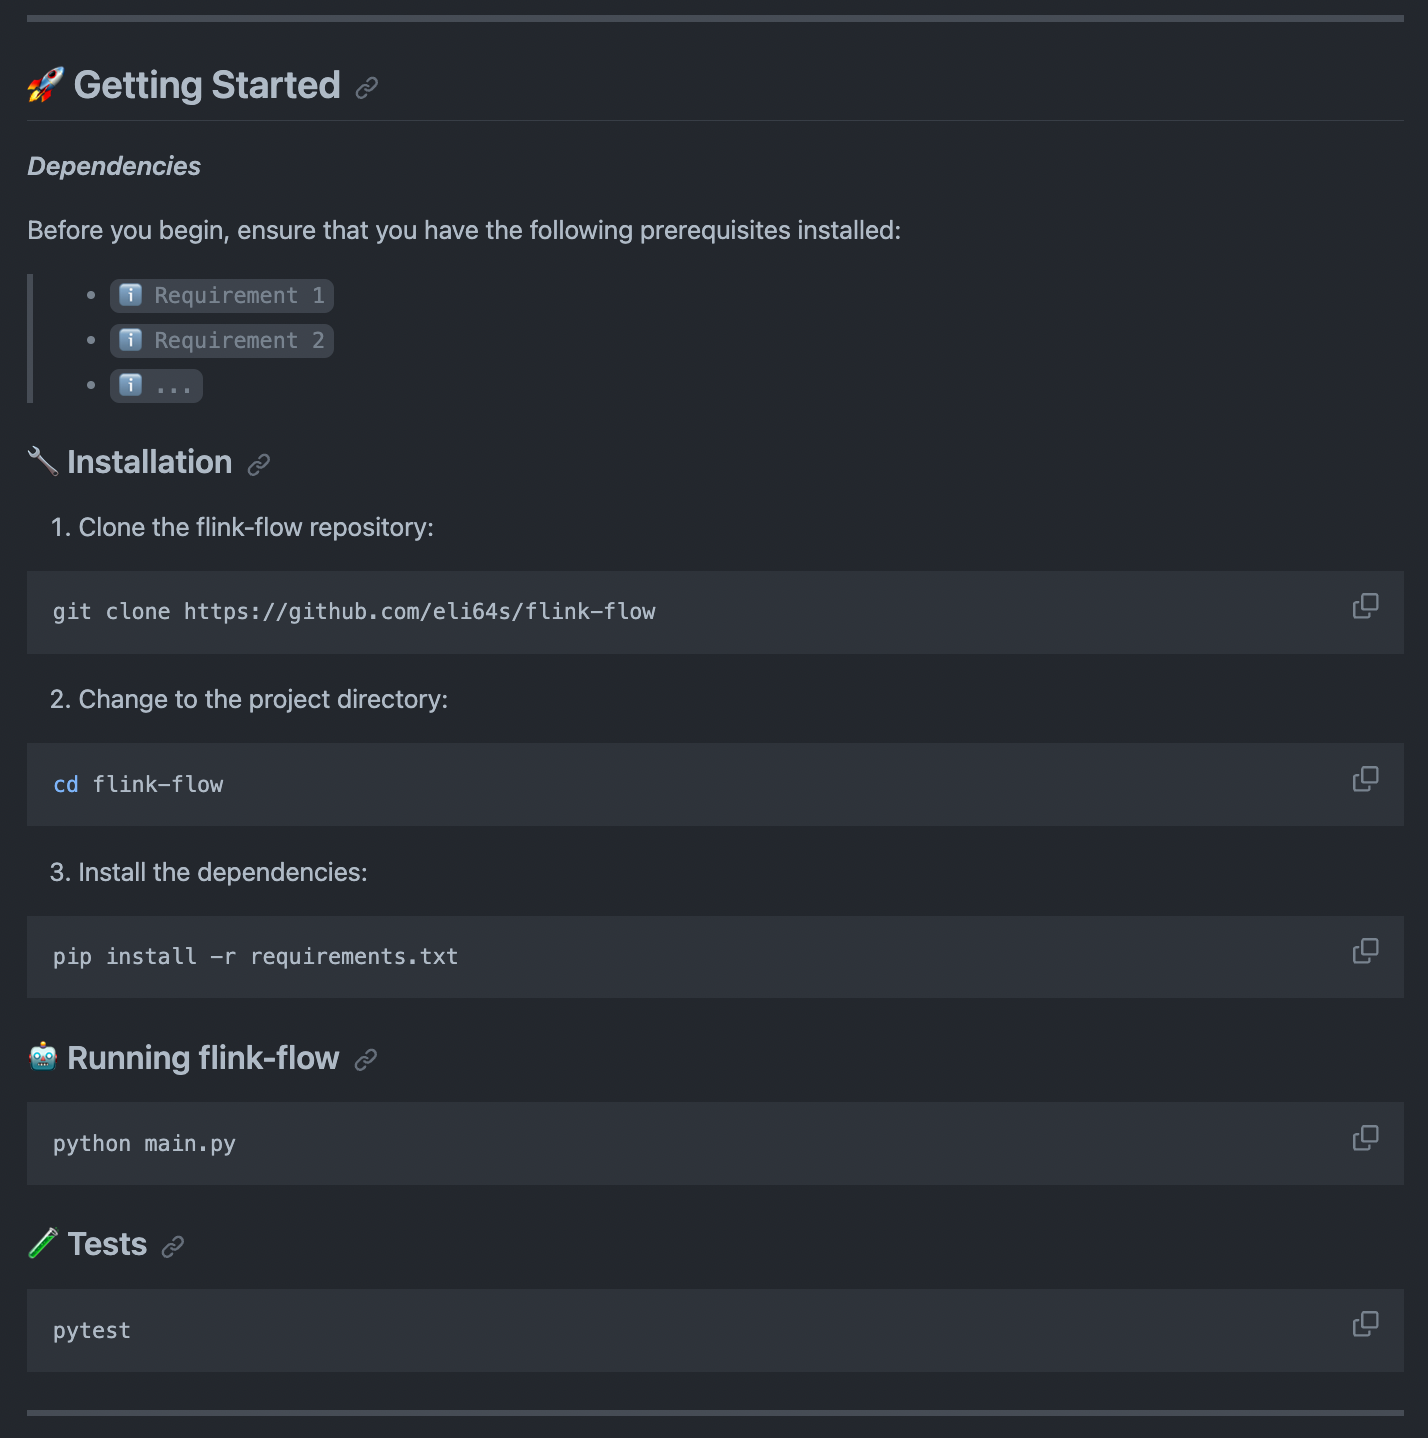 🚀 Getting Started
Dependencies
Before you begin, ensure that you have the following prerequisites installed:
• ℹ️ Requirement 1
• ℹ️ Requirement 2
• ℹ️ ...
🔧 Installation
1. Clone the flink-flow repository:
git clone https://github.com/eli64s/flink-flow
2. Change to the project directory:
cd flink-flow
3. Install the dependencies:
pip install -r requirements.txt
🤖 Running flink-flow
python main.py
🧪 Tests
pytest